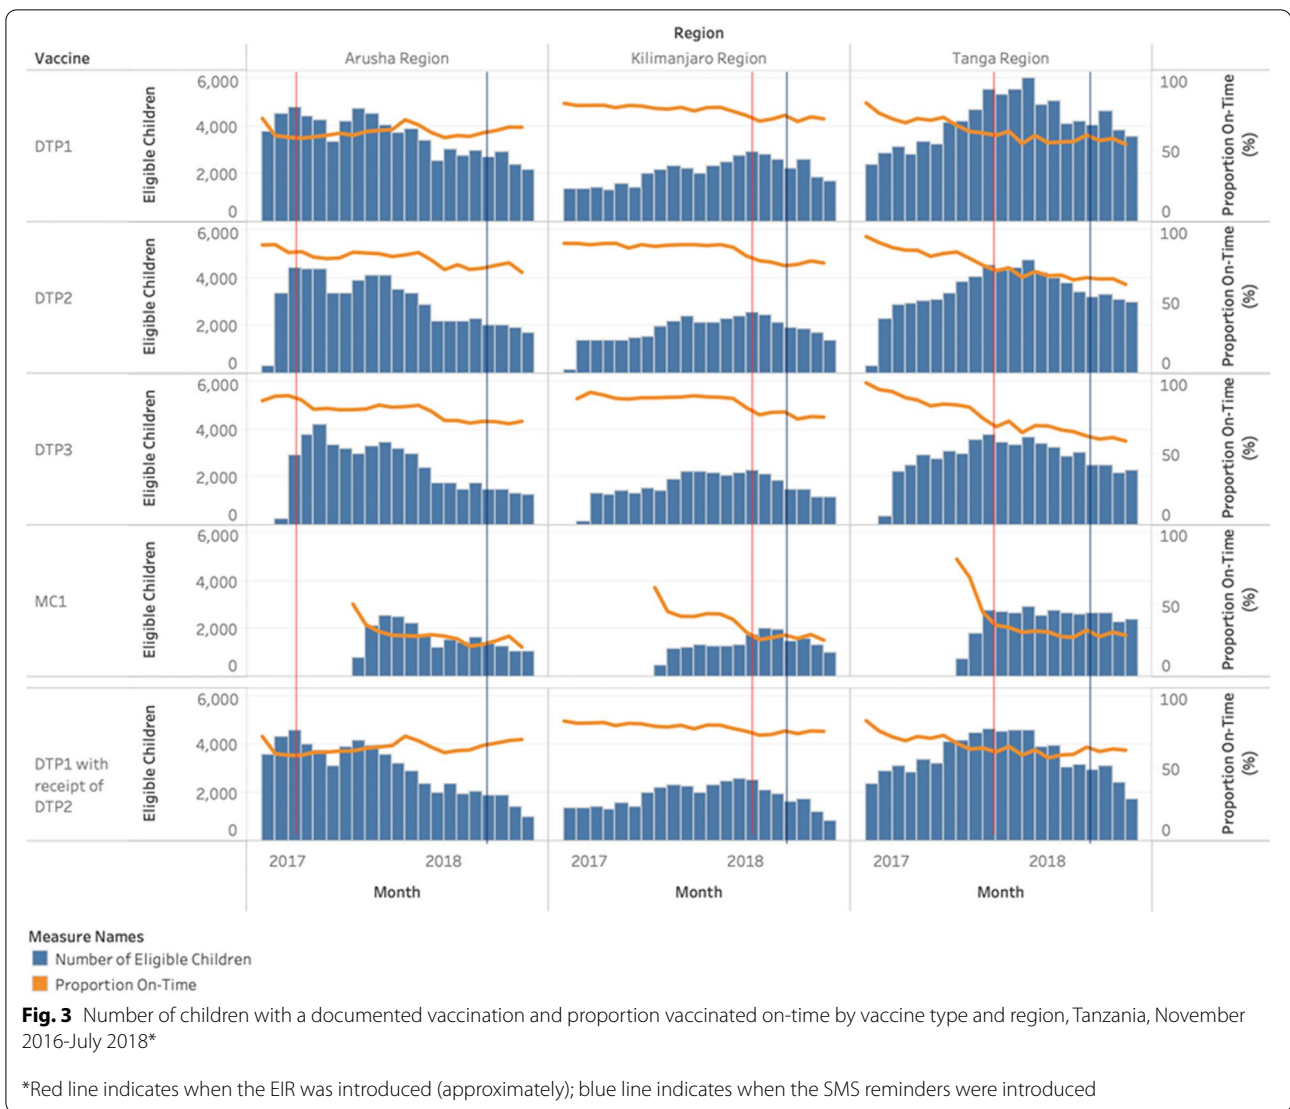 Region
Vaccine Arusha Region Kilimanjaro Region Tanga Region
DTP1
Eligible Children
6,000
4,000
2,000
0
100
50
0
Proportion On-Time
(%)
DTP2
Eligible Children
6,000
4,000
2,000
0
100
50
0
Proportion On-Time
(%)
DTP3
Eligible Children
6,000
4,000
2,000
0
100
50
0
Proportion On-Time
(%)
MC1
Eligible Children
6,000
4,000
2,000
0
100
50
0
Proportion On-Time
(%)
DTP1 with
receipt of
DTP2
Eligible Children
6,000
4,000
2,000
0
100
50
0
Proportion On-Time
(%)
2017 2018 2017 2018 2017 2018
Month Month Month
Measure Names
Number of Eligible Children
Proportion On-Time
Fig. 3 Number of children with a documented vaccination and proportion vaccinated on-time by vaccine type and region, Tanzania, November
2016-July 2018*
*Red line indicates when the EIR was introduced (approximately); blue line indicates when the SMS reminders were introduced